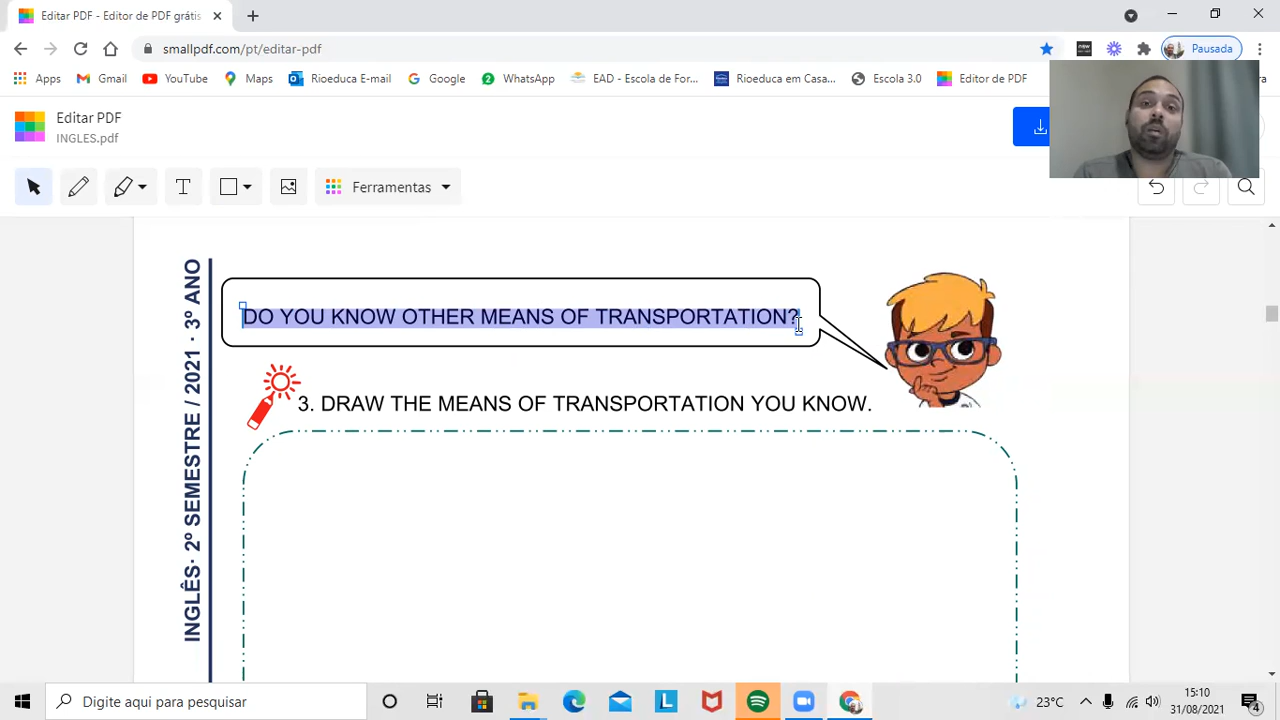 Editar PDF - Editor de PDF grátis
smallpdf.com/pt/editar-pdf
Pausada
Apps
Gmail
YouTube
Maps
Rioeduca E-mail
Google
WhatsApp
EAD - Escola de For...
Rioeduca em Casa...
Escola 3.0
Editor de PDF
Editar PDF
INGLES.pdf
T
Ferramentas
INGLÊS· 2º SEMESTRE / 2021 · 3º ANO
DO YOU KNOW OTHER MEANS OF TRANSPORTATION?
3. DRAW THE MEANS OF TRANSPORTATION YOU KNOW.
Digite aqui para pesquisar
L
23°C
15:10
31/08/2021
4